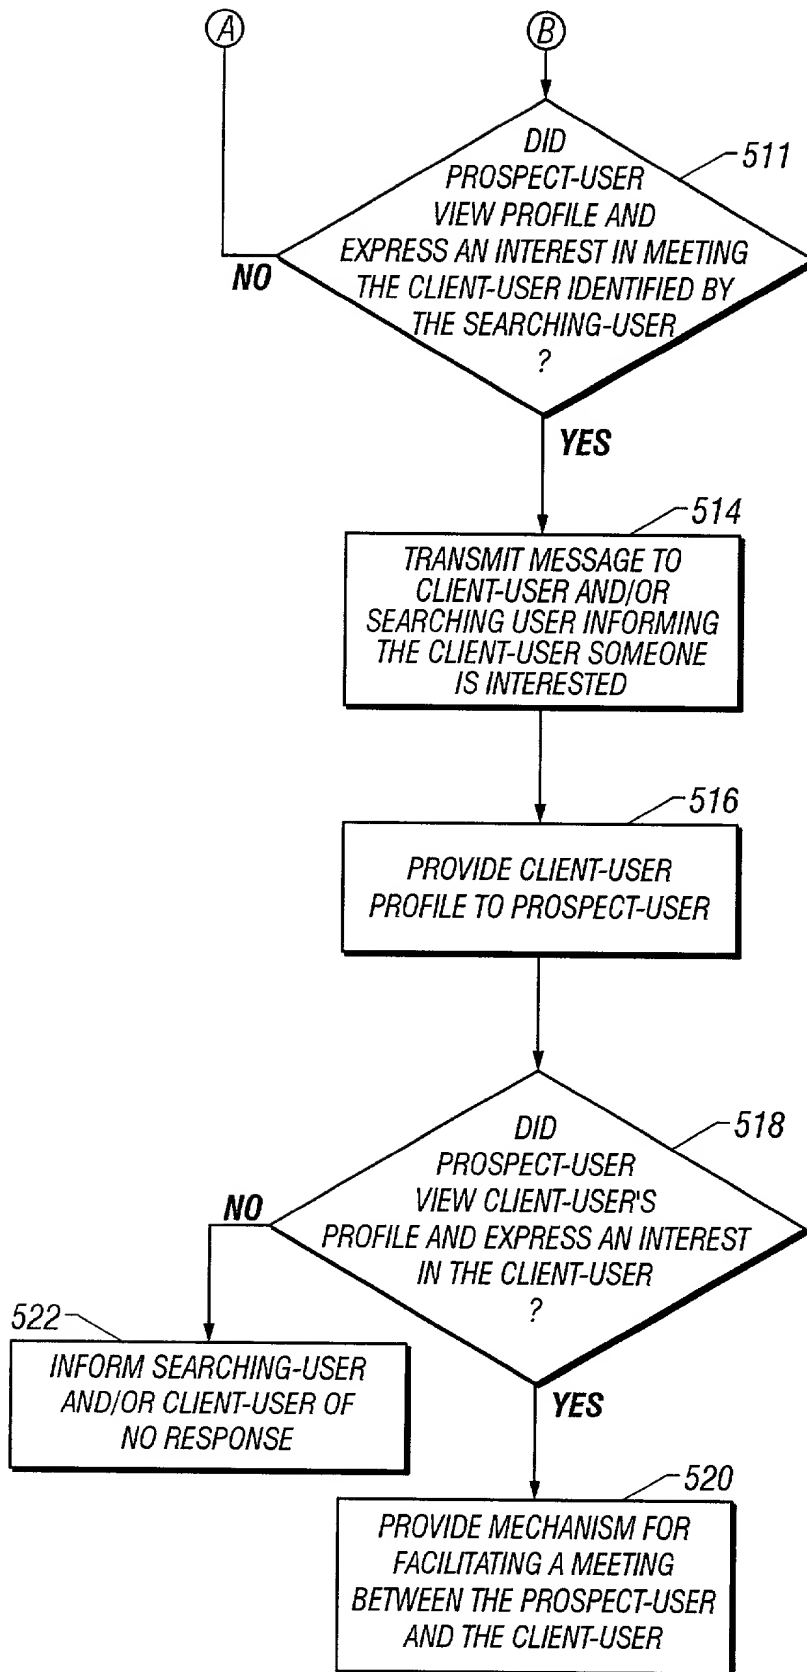 A
B
DID
PROSPECT-USER
VIEW PROFILE AND
EXPRESS AN INTEREST IN MEETING
THE CLIENT-USER IDENTIFIED BY
THE SEARCHING-USER
?
511
NO
YES
514
TRANSMIT MESSAGE TO
CLIENT-USER AND/OR
SEARCHING USER INFORMING
THE CLIENT-USER SOMEONE
IS INTERESTED
516
PROVIDE CLIENT-USER
PROFILE TO PROSPECT-USER
DID
PROSPECT-USER
VIEW CLIENT-USER'S
PROFILE AND EXPRESS AN INTEREST
IN THE CLIENT-USER
?
518
NO
522
INFORM SEARCHING-USER
AND/OR CLIENT-USER OF
NO RESPONSE
YES
520
PROVIDE MECHANISM FOR
FACILITATING A MEETING
BETWEEN THE PROSPECT-USER
AND THE CLIENT-USER